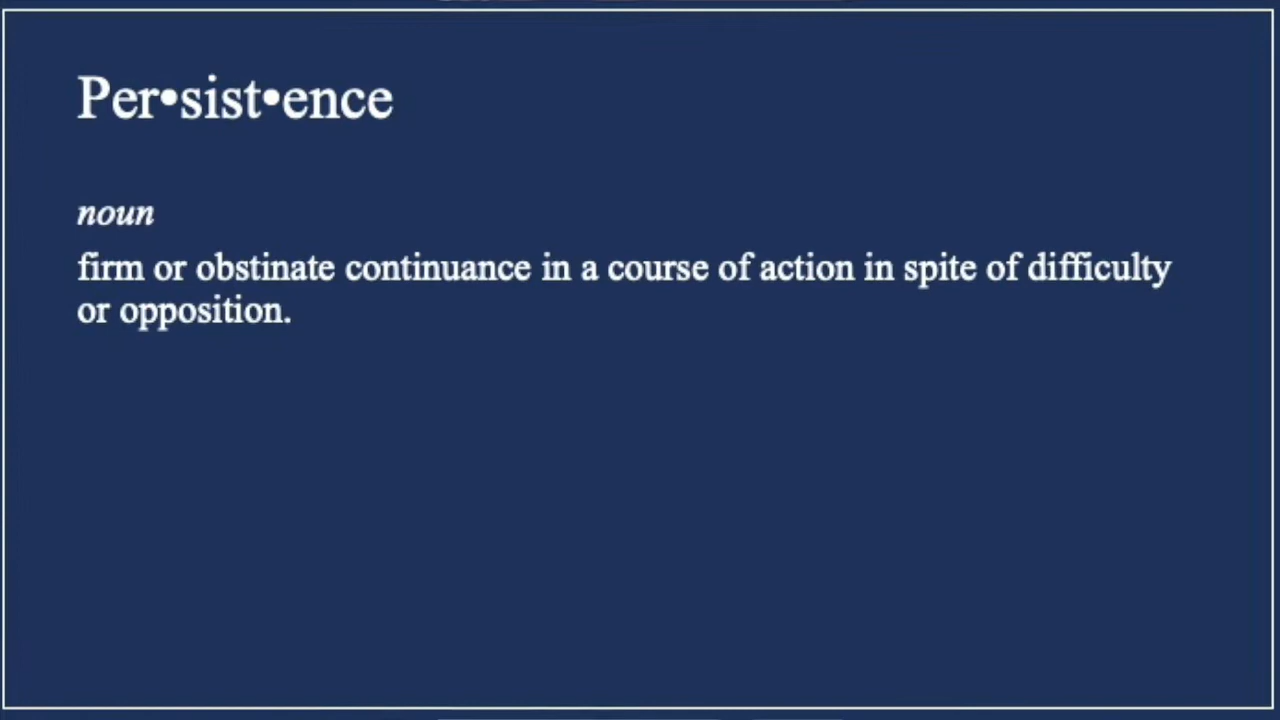 Per•sist•ence
noun
firm or obstinate continuance in a course of action in spite of difficulty
or opposition.